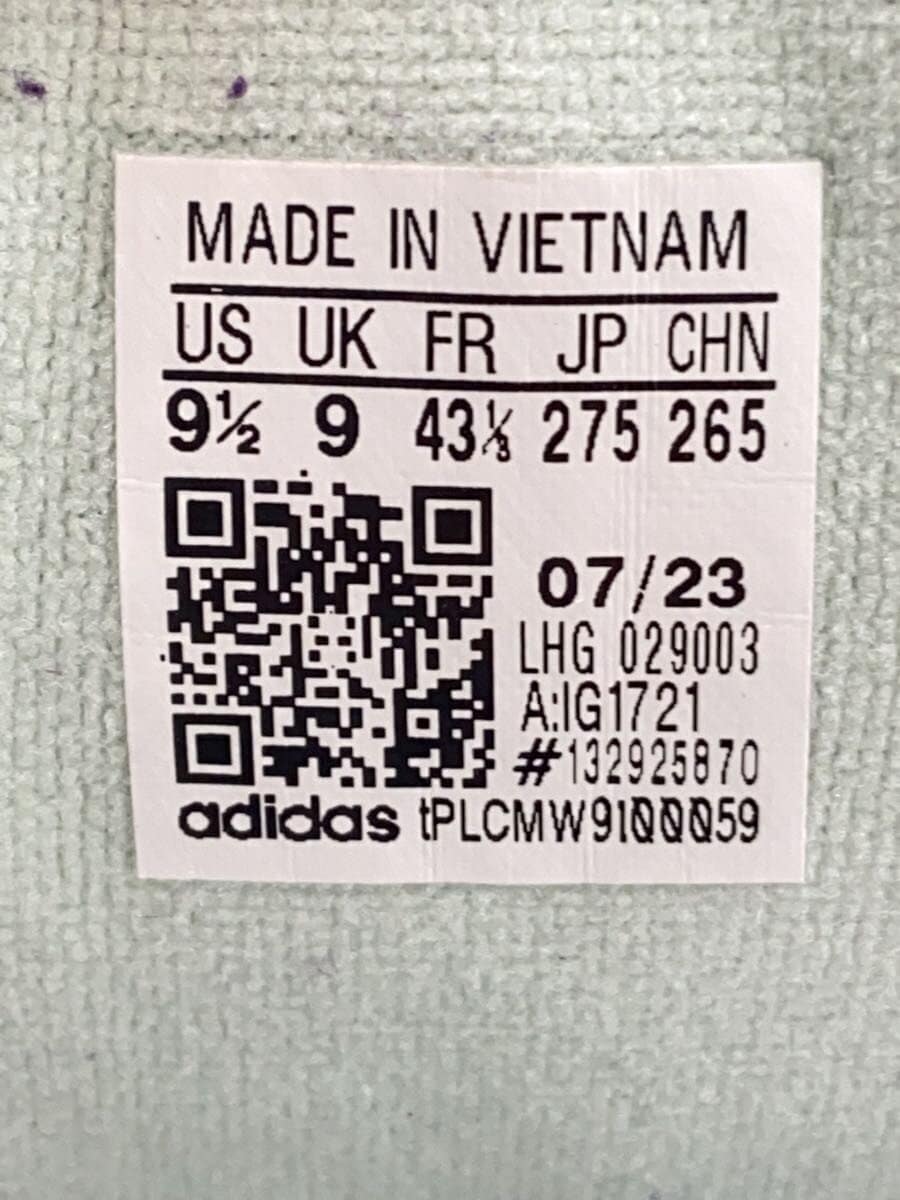 MADE IN VIETNAM
US UK FR JP CHN
9½ 9 43⅓ 275 265
07/23
LHG 029003
A:IG1721
#132925870
adidas tPLCMW9100059